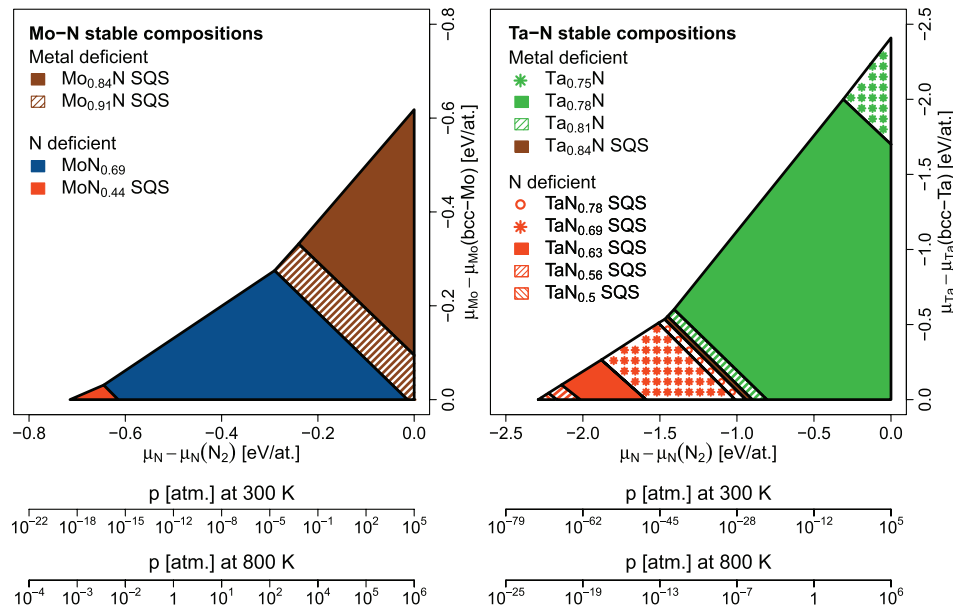 Mo−N stable compositions
Metal deficient
Mo0.84N SQS
Mo0.91N SQS
N deficient
MoN0.69
MoN0.44 SQS
−0.8
−0.6
−0.4
−0.2
0.0
μMo − μMo(bcc−Mo) [eV/at.]
−0.8
−0.6
−0.4
−0.2
0.0
μN − μN(N2) [eV/at.]
p [atm.] at 300 K
10−22 10−18 10−15 10−12 10−8 10−5 10−1 102 105
p [atm.] at 800 K
10−4 10−3 10−2 1 101 102 104 105 106
Ta−N stable compositions
Metal deficient
Ta0.75N
Ta0.78N
Ta0.81N
Ta0.84N SQS
N deficient
TaN0.78 SQS
TaN0.69 SQS
TaN0.63 SQS
TaN0.56 SQS
TaN0.5 SQS
−2.5
−2.0
−1.5
−1.0
−0.5
0.0
μTa − μTa(bcc−Ta) [eV/at.]
−2.5
−2.0
−1.5
−1.0
−0.5
0.0
μN − μN(N2) [eV/at.]
p [atm.] at 300 K
10−79 10−62 10−45 10−28 10−12 105
p [atm.] at 800 K
10−25 10−19 10−13 10−7 1 106